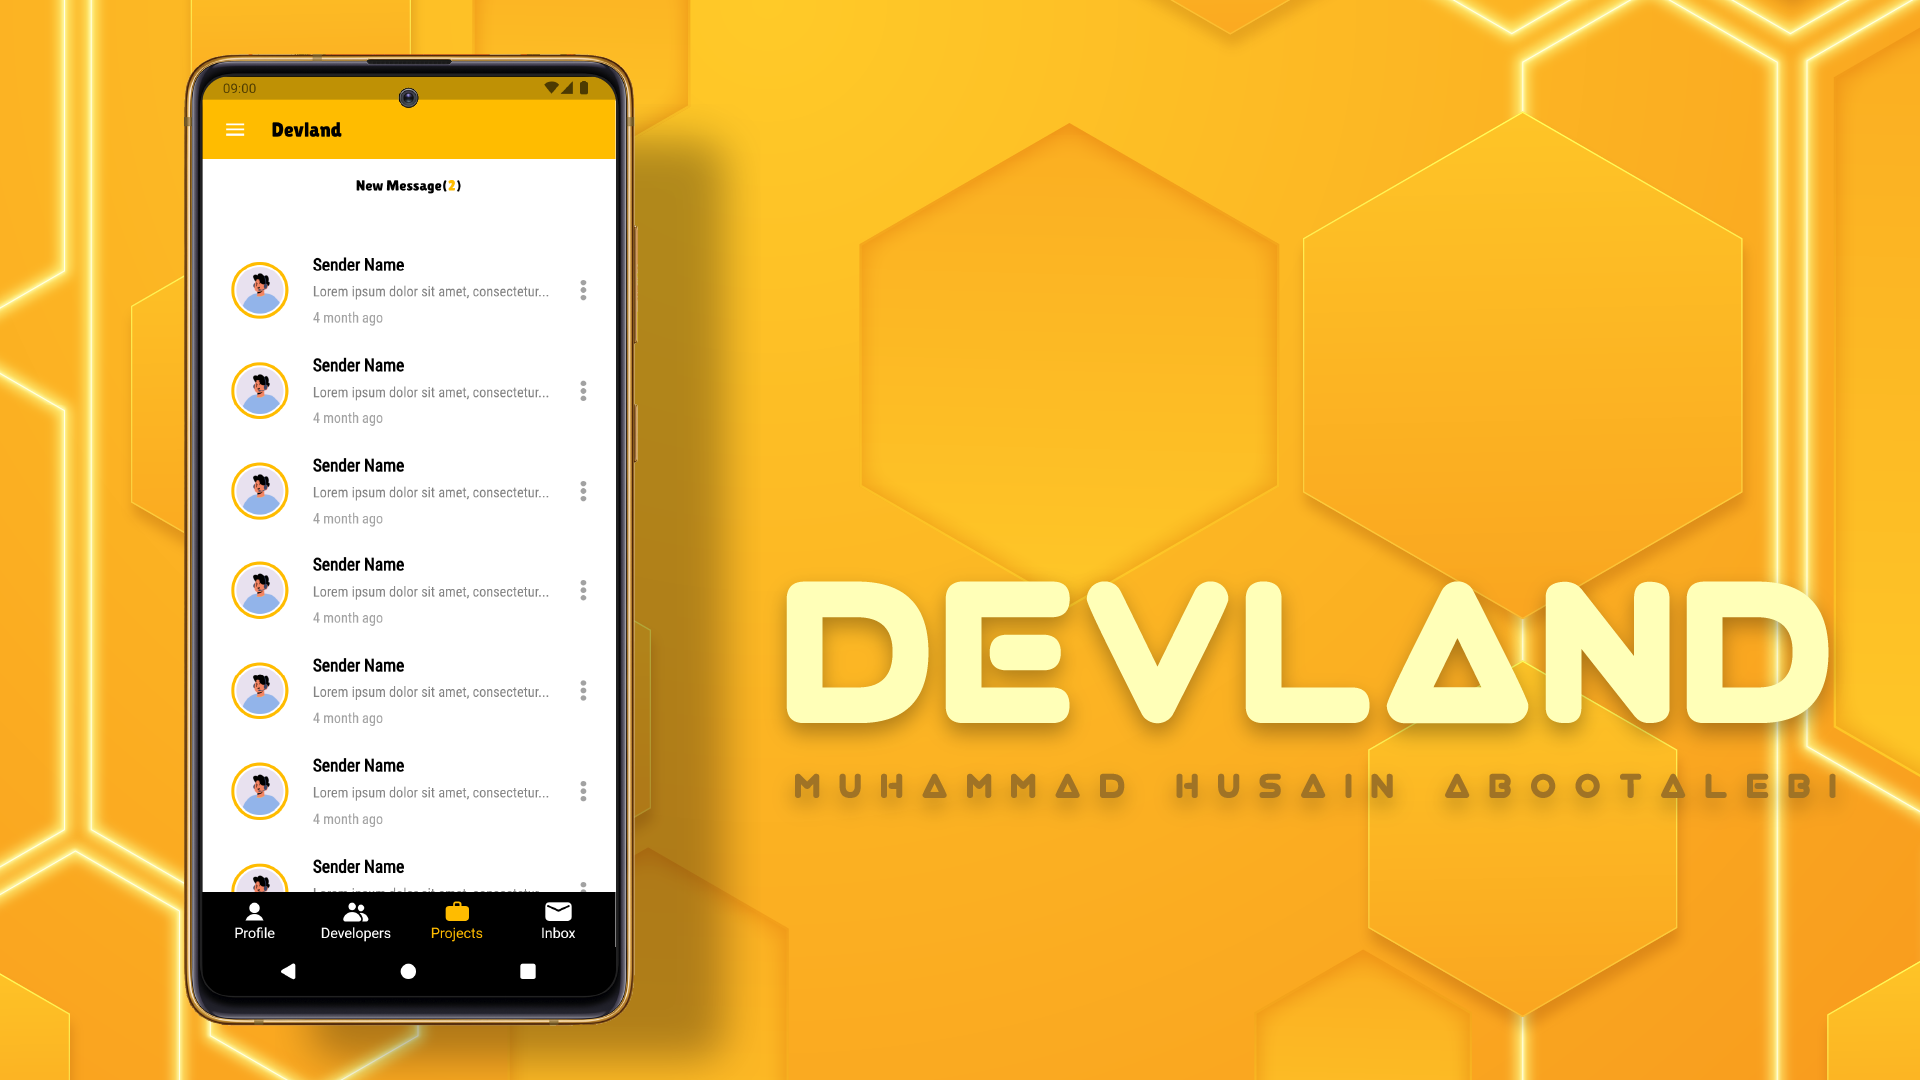 09:00
Devland
New Message(2)
Sender Name
Lorem ipsum dolor sit amet, consectetur...
4 month ago
Sender Name
Lorem ipsum dolor sit amet, consectetur...
4 month ago
Sender Name
Lorem ipsum dolor sit amet, consectetur...
4 month ago
Sender Name
Lorem ipsum dolor sit amet, consectetur...
4 month ago
Sender Name
Lorem ipsum dolor sit amet, consectetur...
4 month ago
Sender Name
Lorem ipsum dolor sit amet, consectetur...
4 month ago
Sender Name
Profile
Developers
Projects
Inbox
DEVLAND
MUHAMMAD HUSAIN ABOOTALEBI